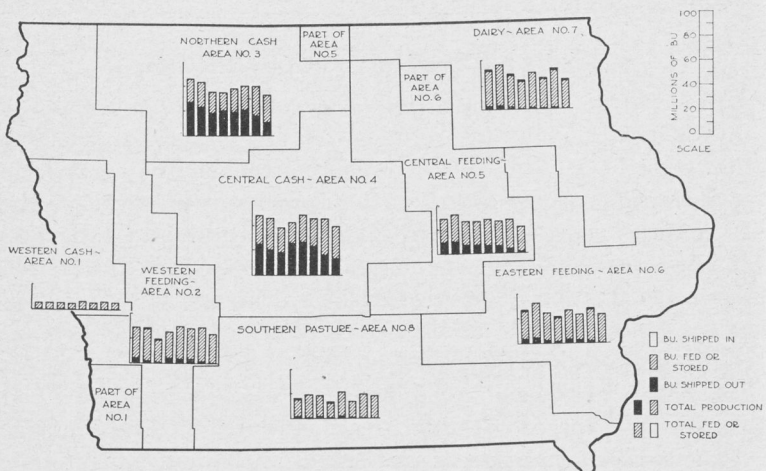 NORTHERN CASH
AREA NO.3
PART OF
AREA
NO.5
DAIRY~AREA NO.7
PART OF
AREA
NO.6
100
80
60
40
20
0
MILLIONS OF BU
SCALE
CENTRAL CASH~AREA NO.4
CENTRAL FEEDING~
AREA NO.5
WESTERN CASH~
AREA NO.1
WESTERN
FEEDING~
AREA NO.2
EASTERN FEEDING~AREA NO.6
SOUTHERN PASTURE~AREA NO.8
PART OF
AREA
NO.1
BU. SHIPPED IN
BU. FED OR
STORED
BU. SHIPPED OUT
TOTAL PRODUCTION
TOTAL FED OR
STORED